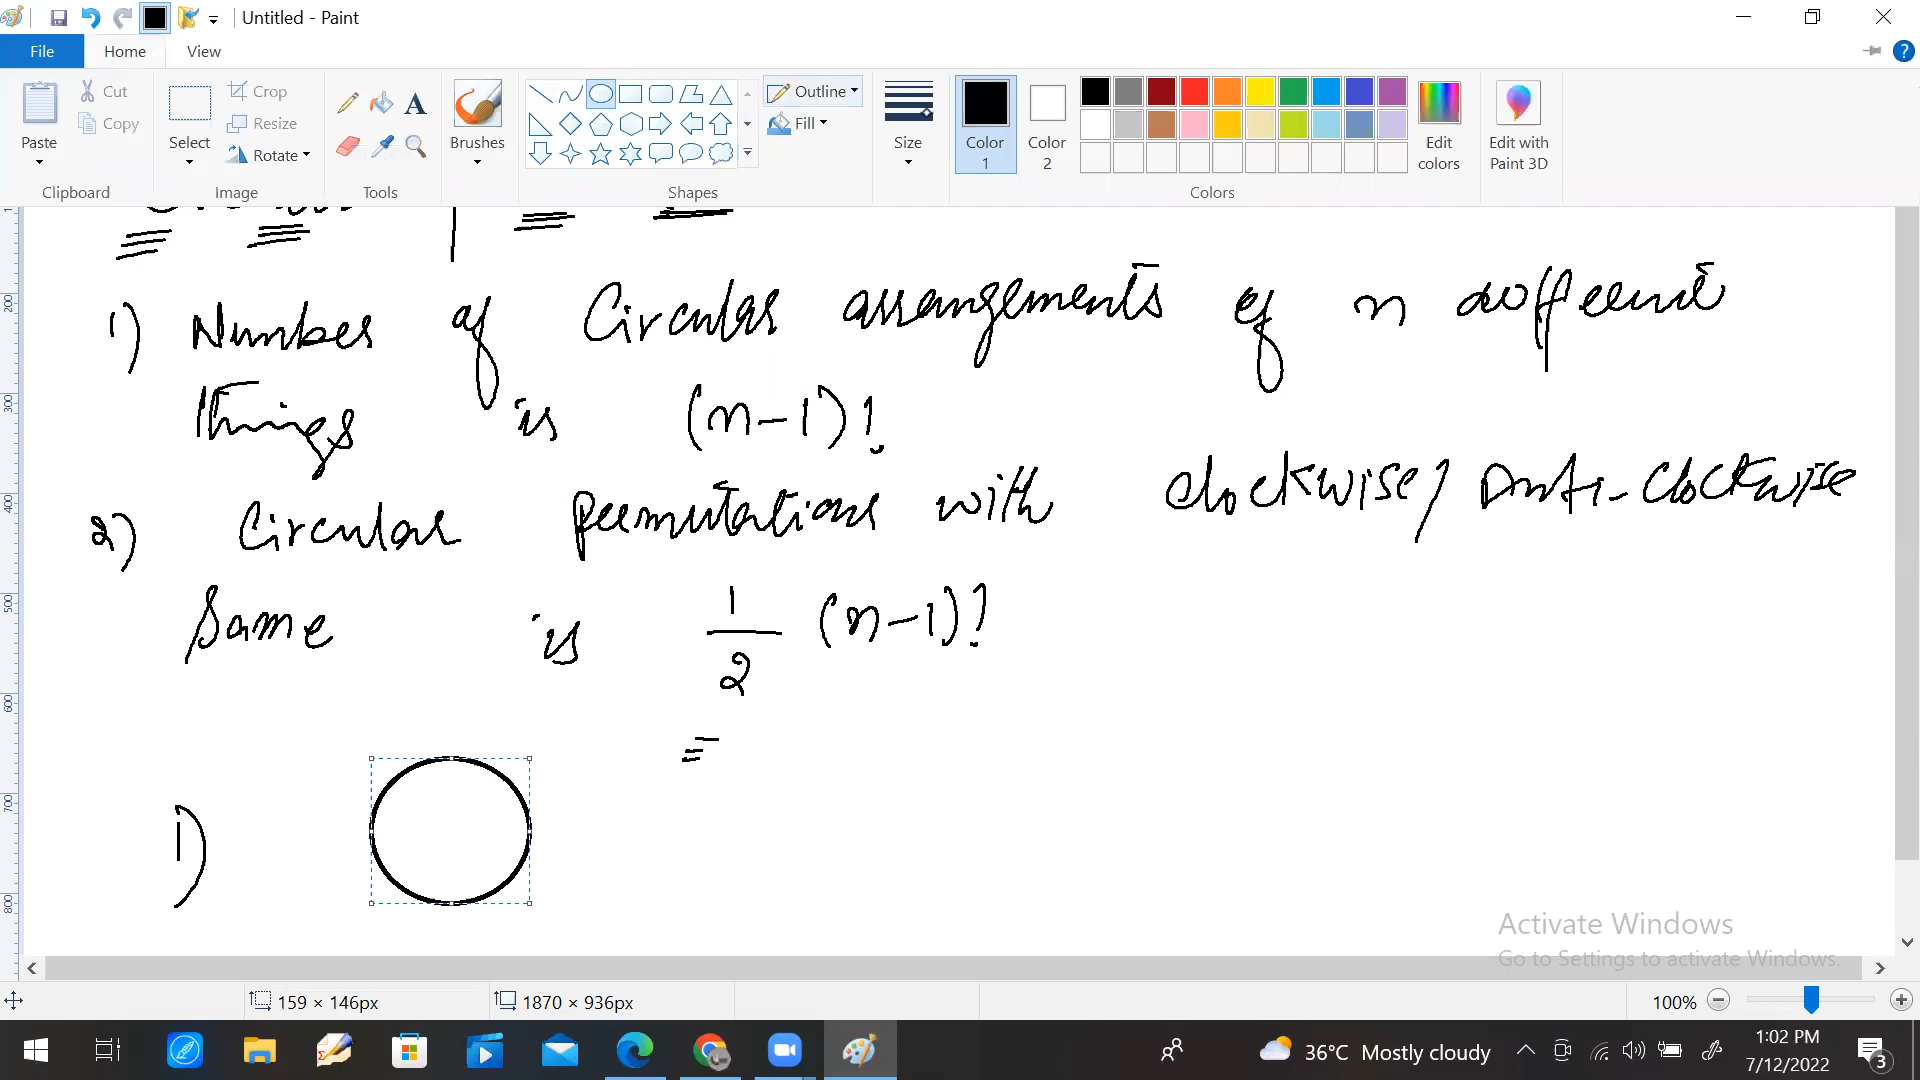 Untitled - Paint
File Home View
Paste
Cut
Copy
Clipboard
Select
Crop
Resize
Rotate
Image
Tools
Brushes
Shapes
Outline
Fill
Size
Color 1
Color 2
Colors
Edit colors
Edit with Paint 3D
1) Number of Circular arrangements of n different
things is (n-1)!
2) Circular permutations with clockwise/ Anti-clockwise
Same is 1/2 (n-1)!
=
1)
Activate Windows
Go to Settings to activate Windows.
159 × 146px
1870 × 936px
100%
36°C Mostly cloudy
1:02 PM
7/12/2022
3